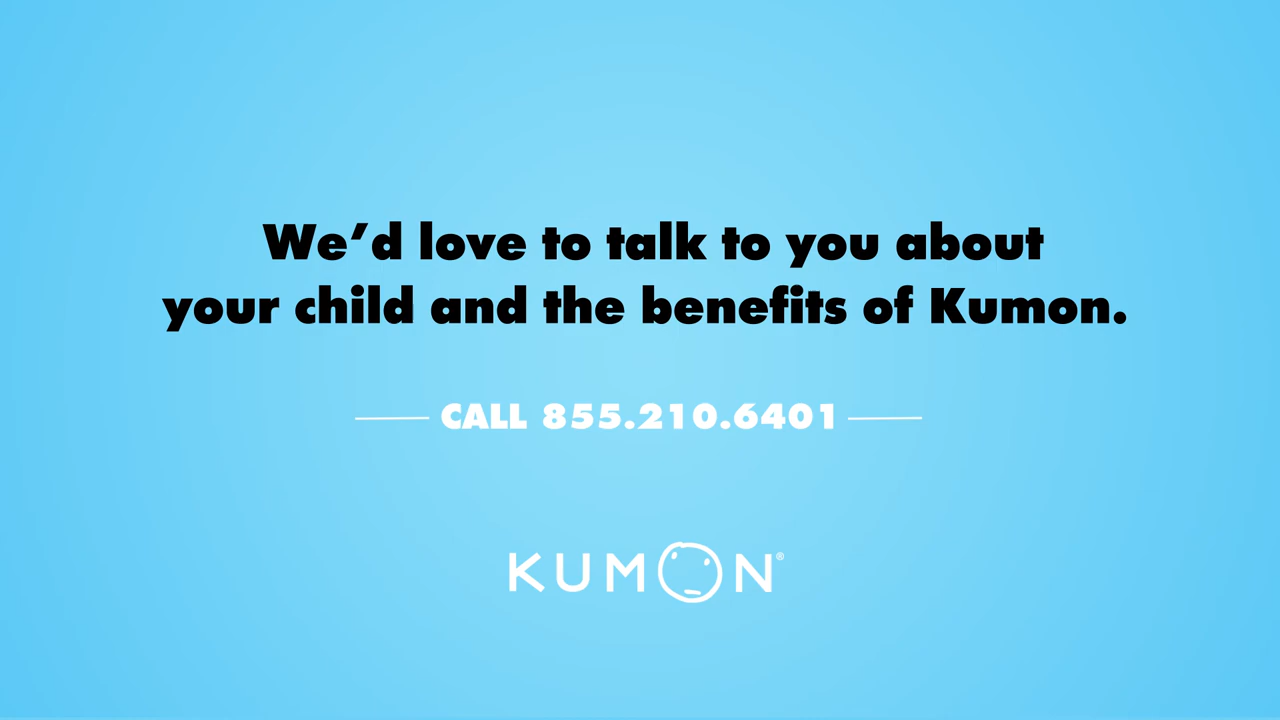 We’d love to talk to you about
your child and the benefits of Kumon.
CALL 855.210.6401
KUMON®